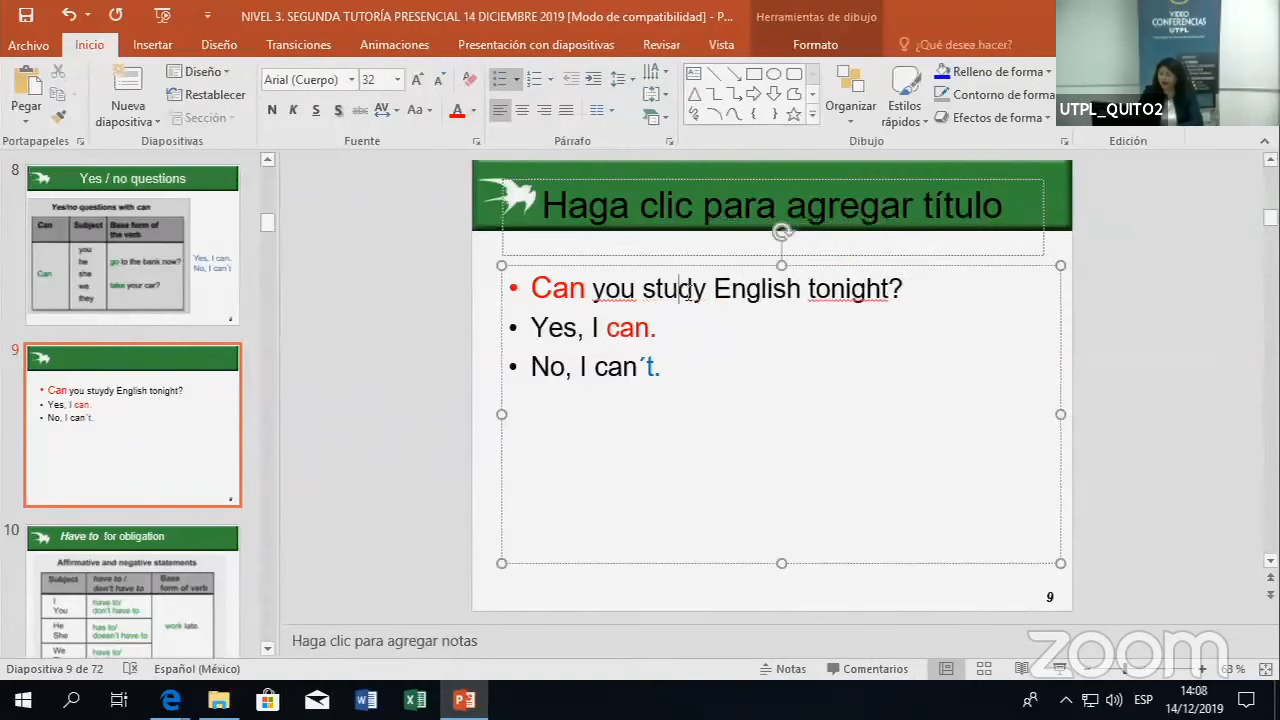 NIVEL 3. SEGUNDA TUTORÍA PRESENCIAL 14 DICIEMBRE 2019 [Modo de compatibilidad] - P...
Herramientas de dibujo
Archivo
Inicio
Insertar
Diseño
Transiciones
Animaciones
Presentación con diapositivas
Revisar
Vista
Formato
¿Qué desea hacer?
VIDEO
CONFERENCIAS
UTPL
UTPL_QUITO2
Pegar
Nueva
diapositiva
Diseño
Restablecer
Sección
Arial (Cuerpo)
32
N K S S abc AV Aa A
Organizar
Estilos
rápidos
Relleno de forma
Contorno de forma
Efectos de forma
Portapapeles
Diapositivas
Fuente
Párrafo
Dibujo
Edición
8
Yes / no questions
Yes/no questions with can
Can
Subject
Base form of
the verb
Can
you
he
she
we
they
go to the bank now?
take your car?
Yes, I can.
No, I can´t
9
Can you stuydy English tonight?
Yes, I can.
No, I can´t.
10
Have to for obligation
Affirmative and negative statements
Subject
have to /
don't have to
Base
form of verb
I
You
have to/
don't have to
work late.
He
She
has to/
doesn't have to
We
have to/
Haga clic para agregar título
• Can you study English tonight?
• Yes, I can.
• No, I can´t.
9
Haga clic para agregar notas
zoom
Diapositiva 9 de 72
Español (México)
Notas
Comentarios
63 %
ESP
14:08
14/12/2019